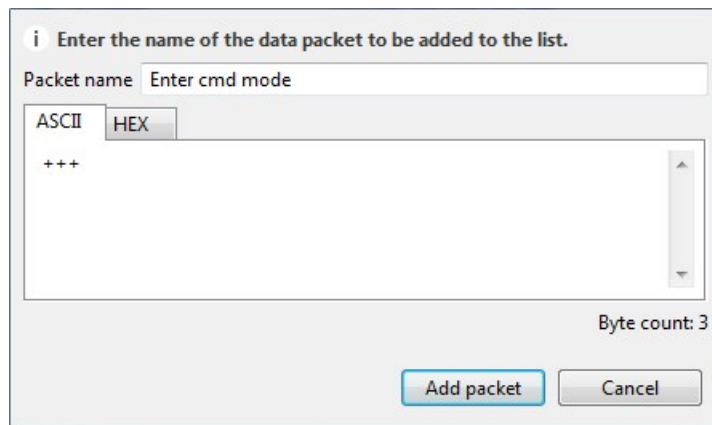 i Enter the name of the data packet to be added to the list.
Packet name Enter cmd mode
ASCII HEX
+++
Byte count: 3
Add packet Cancel